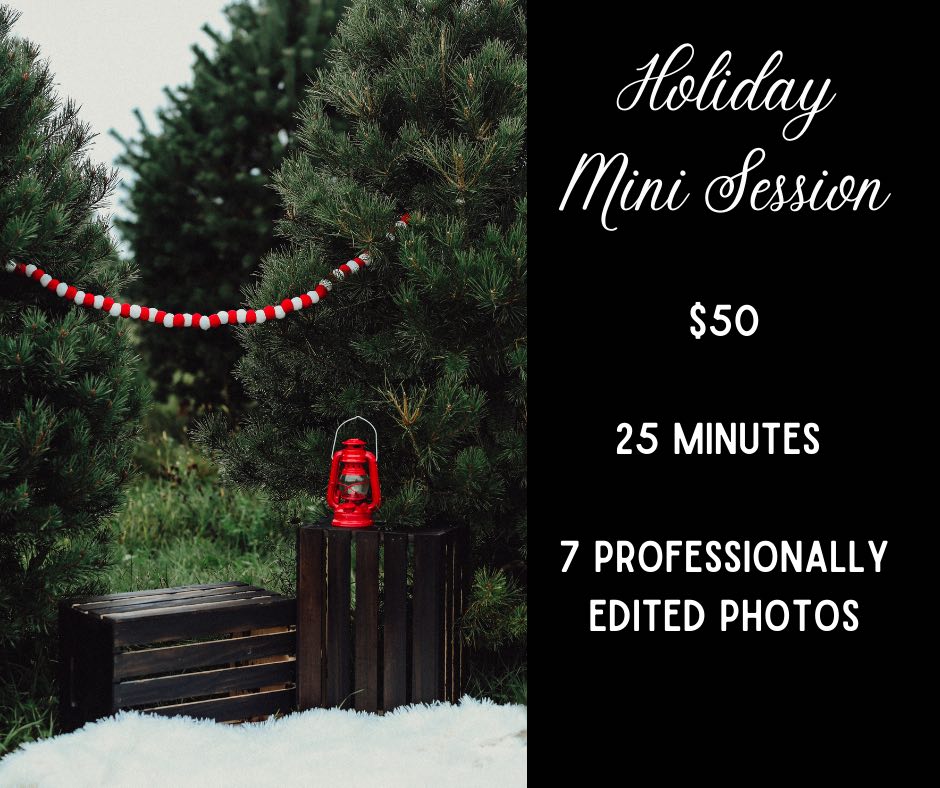 Holiday
Mini Session
$50
25 MINUTES
7 PROFESSIONALLY
EDITED PHOTOS